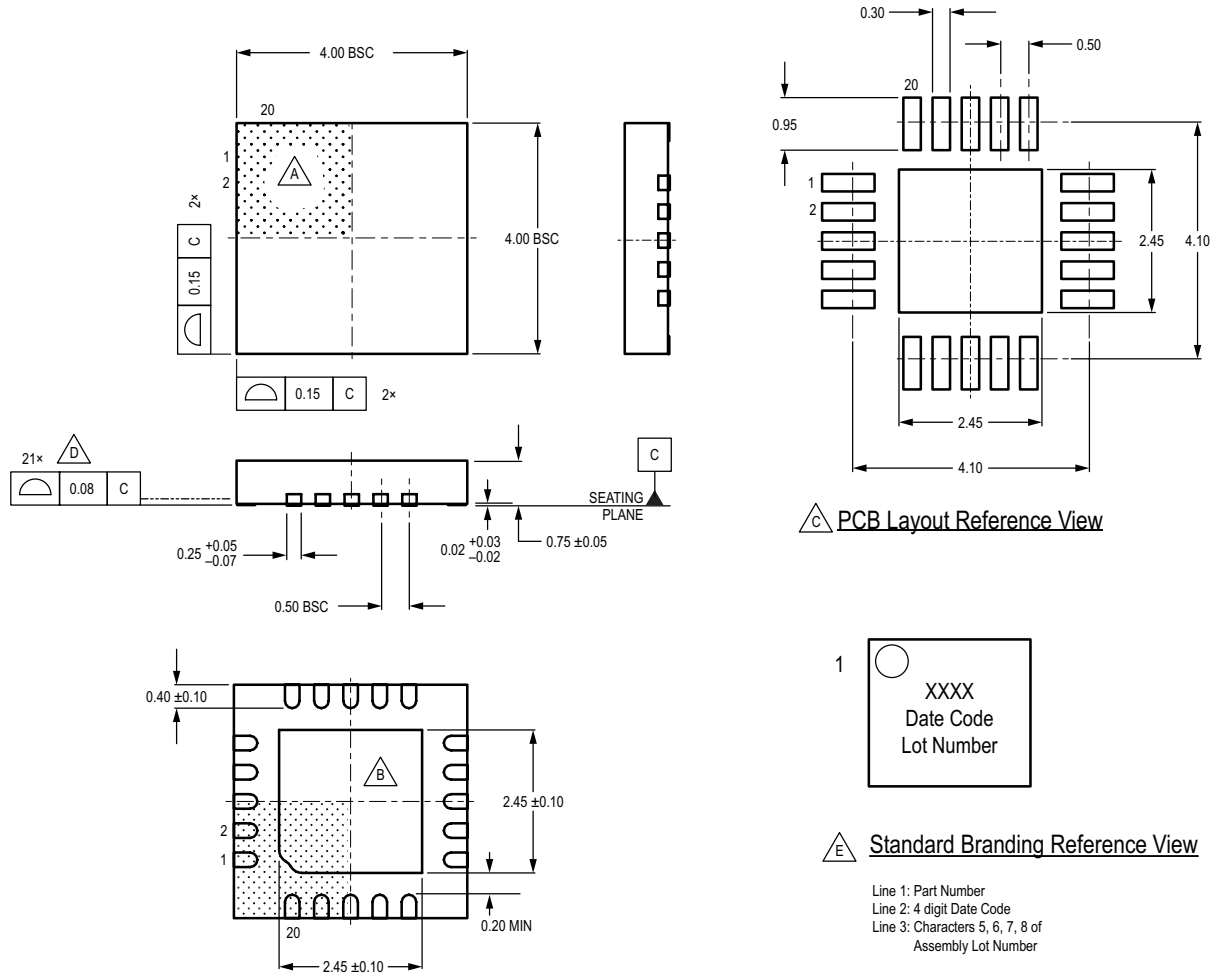 4.00 BSC
20
1
2
A
4.00 BSC
2×
C
0.15
0.15
C
2×
21×
D
0.08
C
C
SEATING
PLANE
0.25 +0.05
−0.07
0.02 +0.03
−0.02
0.75 ±0.05
0.50 BSC
0.40 ±0.10
B
2.45 ±0.10
2
1
20
0.20 MIN
2.45 ±0.10
0.30
0.50
20
0.95
1
2
2.45
4.10
2.45
4.10
C PCB Layout Reference View
1
XXXX
Date Code
Lot Number
E Standard Branding Reference View
Line 1: Part Number
Line 2: 4 digit Date Code
Line 3: Characters 5, 6, 7, 8 of
Assembly Lot Number